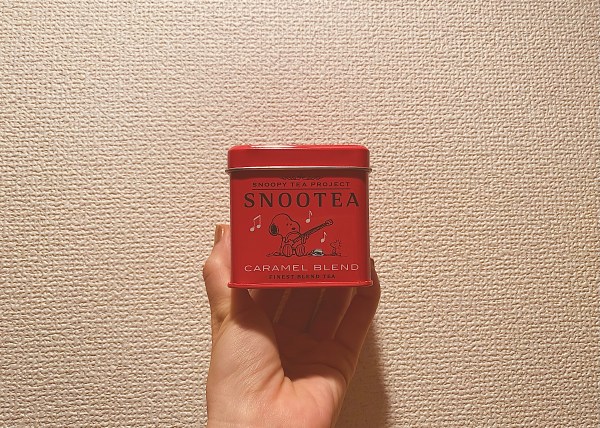 SNOOPY TEA PROJECT
SNOOTEA
CARAMEL BLEND
FINEST BLEND TEA